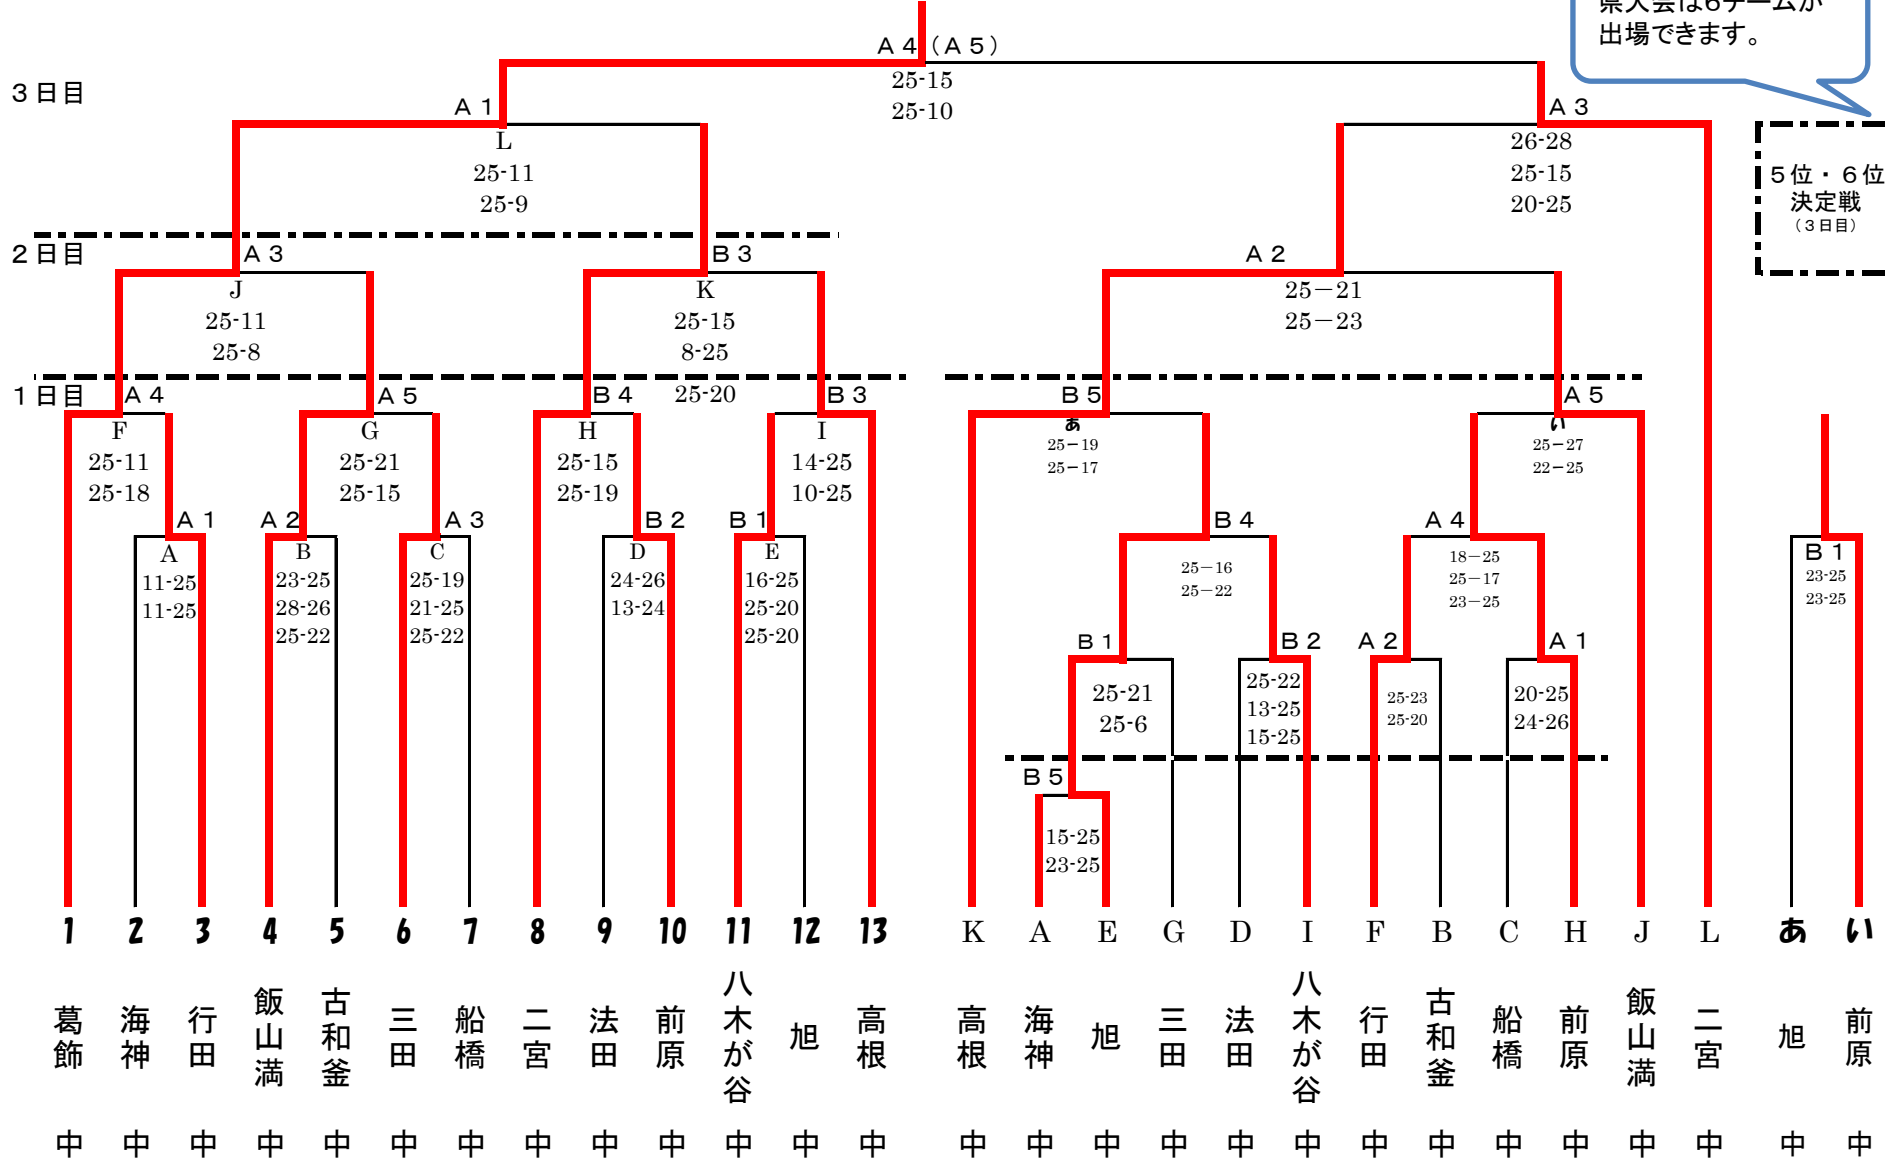 県大会は６チームが
出場できます。
Ａ４（Ａ５）
25-15
25-10
３日目
Ａ１
L
25-11
25-9
Ａ３
26-28
25-15
20-25
５位・６位
決定戦
（３日目）
２日目
Ａ３
J
25-11
25-8
Ｂ３
K
25-15
8-25
25-20
Ａ２
25－21
25－23
１日目
Ａ４
F
25-11
25-18
Ａ５
G
25-21
25-15
Ｂ４
H
25-15
25-19
Ｂ３
I
14-25
10-25
Ｂ５
あ
25－19
25－17
Ａ５
い
25－27
22－25
Ａ１
A
11-25
11-25
Ａ２
B
23-25
28-26
25-22
Ａ３
C
25-19
21-25
25-22
Ｂ２
D
24-26
13-24
Ｂ１
E
16-25
25-20
25-20
Ｂ４
25－16
25－22
Ａ４
18－25
25－17
23－25
Ｂ１
23-25
23-25
Ｂ１
25-21
25-6
Ｂ２
25-22
13-25
15-25
Ａ２
25-23
25-20
Ａ１
20-25
24-26
Ｂ５
15-25
23-25
1 2 3 4 5 6 7 8 9 10 11 12 13 K A E G D I F B C H J L あ い
葛飾中
海神中
行田中
飯山満中
古和釜中
三田中
船橋中
二宮中
法田中
前原中
八木が谷中
旭中
高根中
高根中
海神中
旭中
三田中
法田中
八木が谷中
行田中
古和釜中
船橋中
前原中
飯山満中
二宮中
旭中
前原中